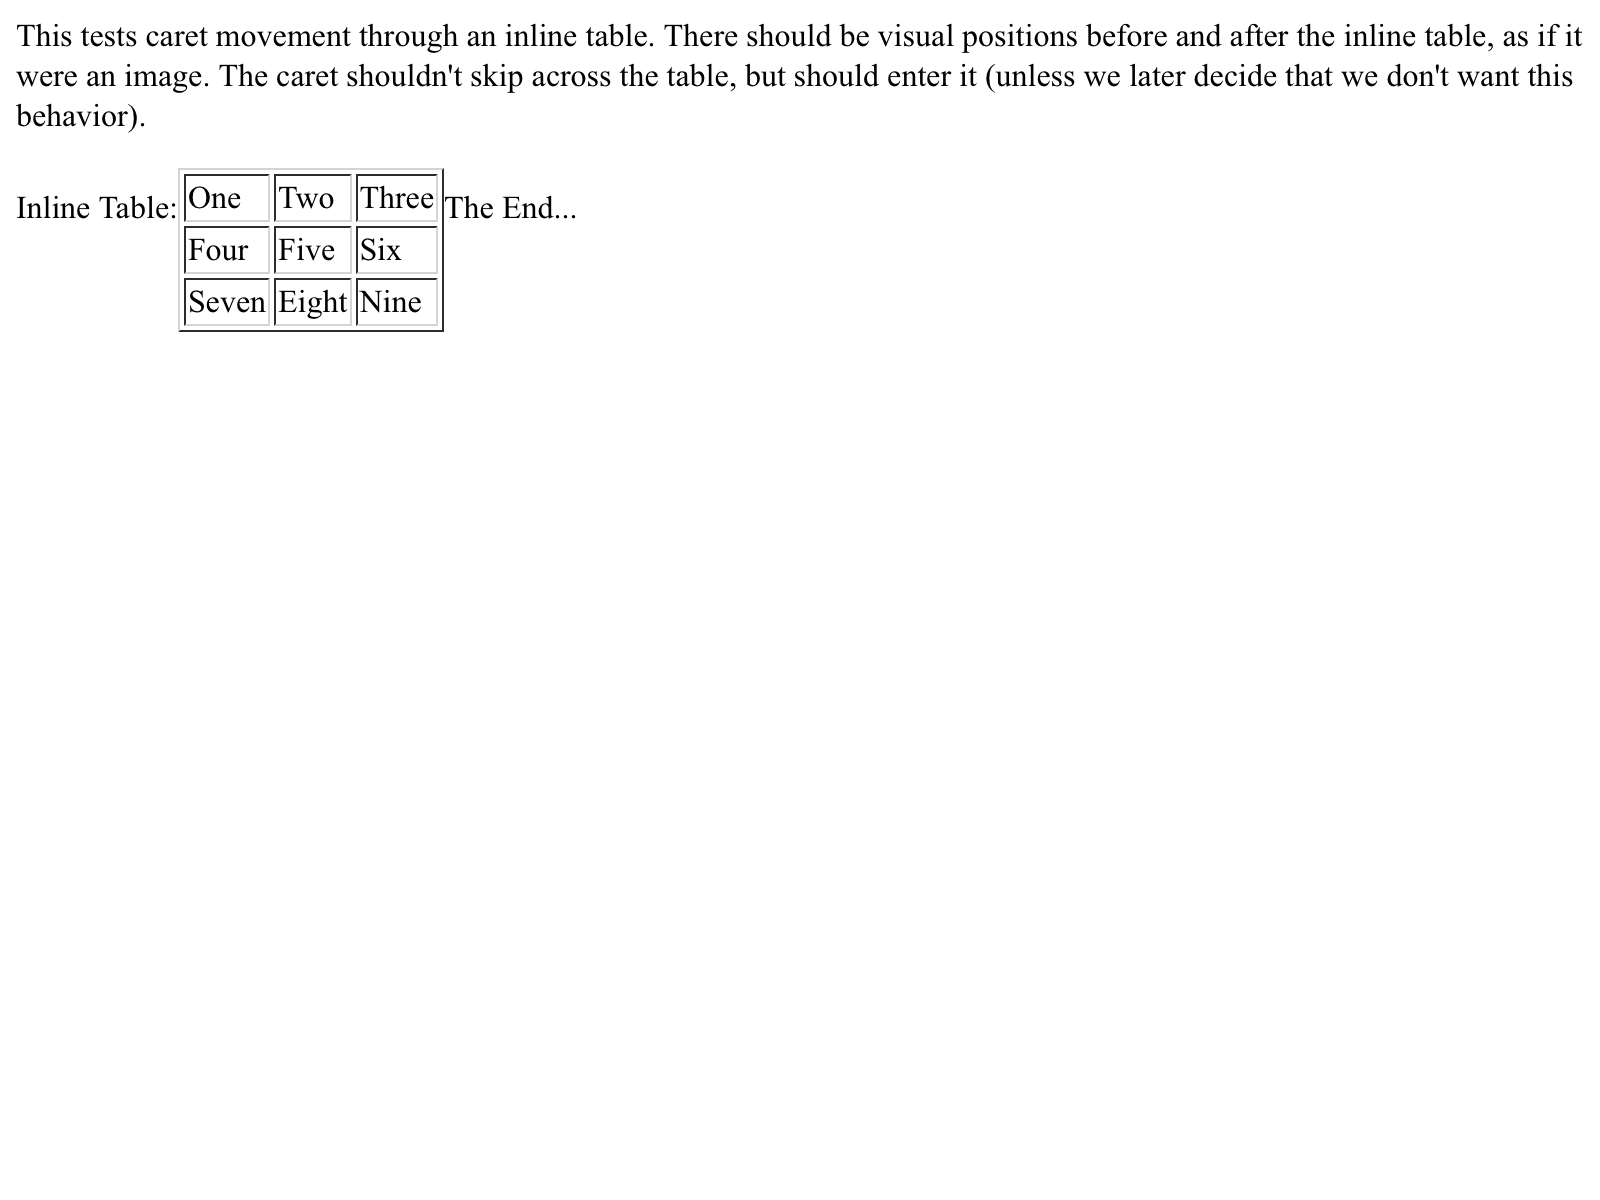 This tests caret movement through an inline table. There should be visual positions before and after the inline table, as if it
were an image. The caret shouldn't skip across the table, but should enter it (unless we later decide that we don't want this
behavior).
Inline Table: One Two Three The End...
Four Five Six
Seven Eight Nine